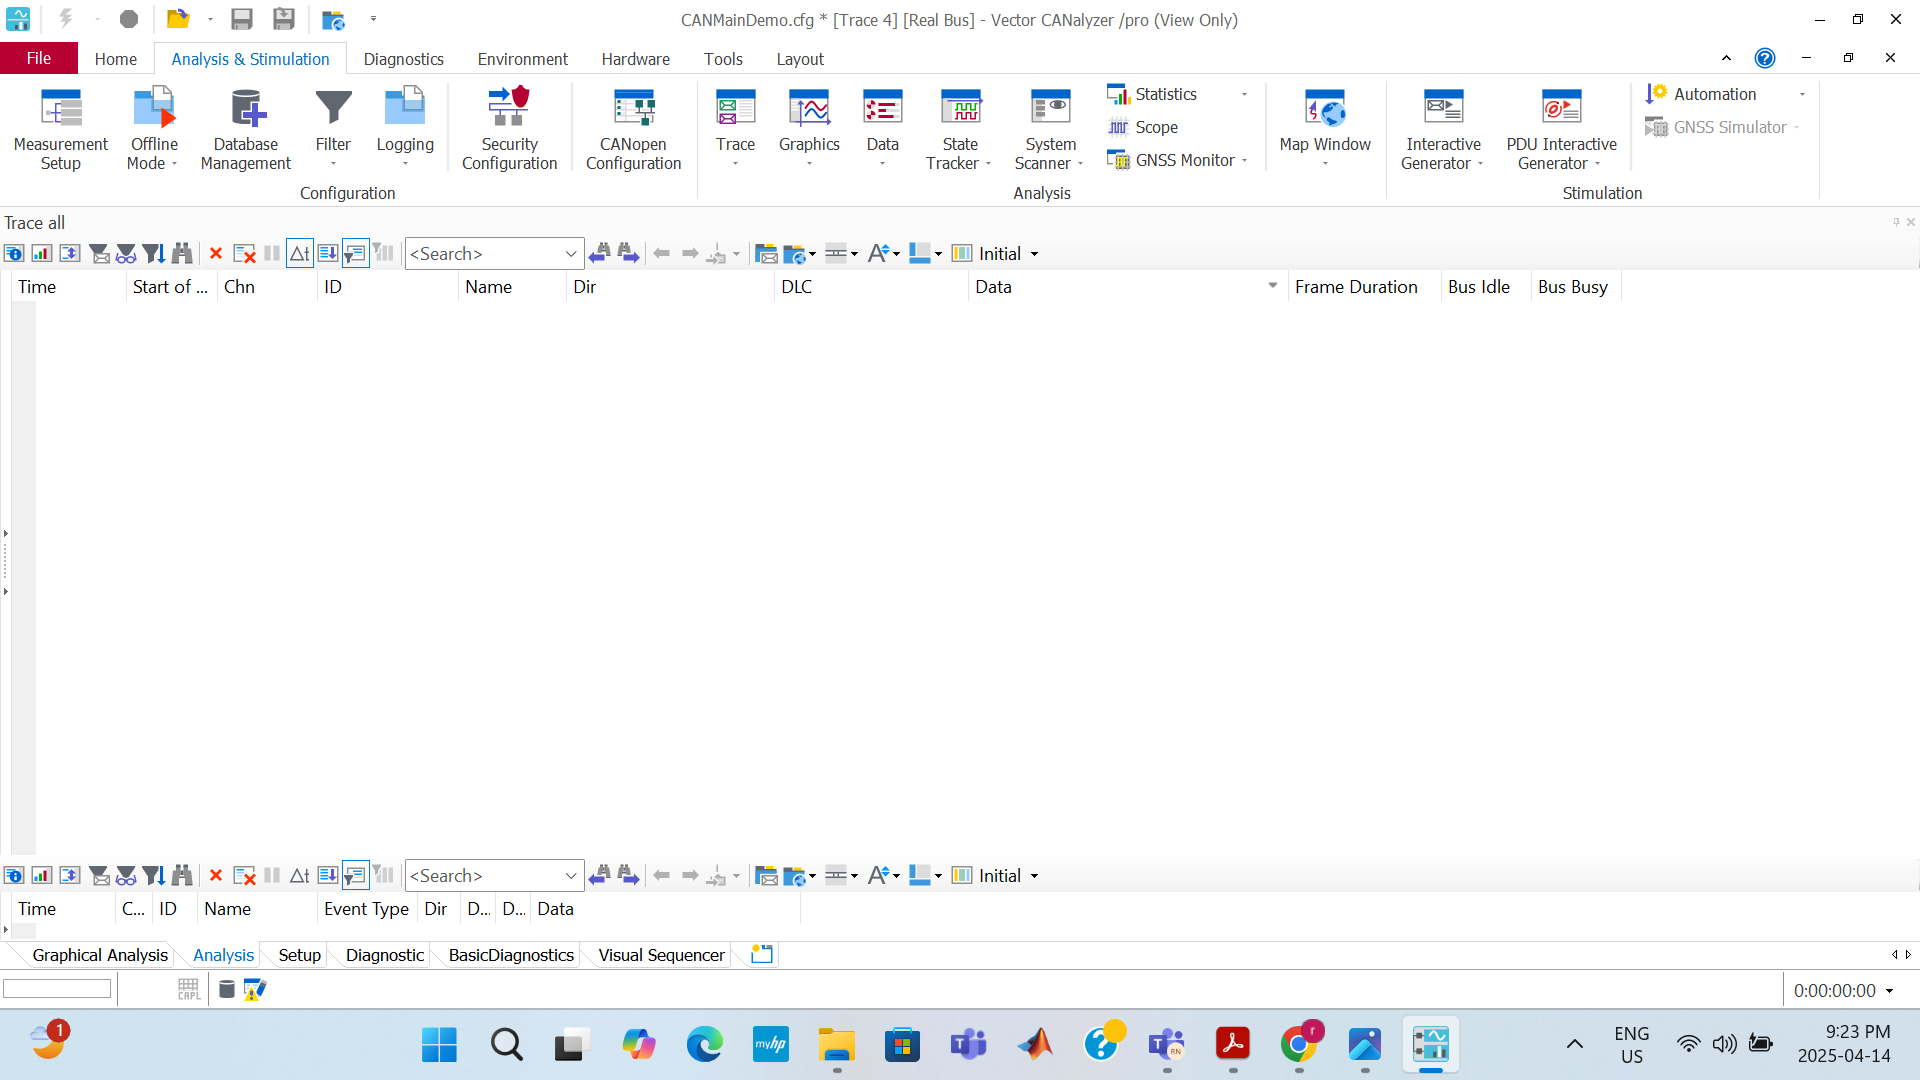 CANMainDemo.cfg * [Trace 4] [Real Bus] - Vector CANalyzer /pro (View Only)
File Home Analysis & Stimulation Diagnostics Environment Hardware Tools Layout
Measurement Setup
Offline Mode
Database Management
Filter
Logging
Security Configuration
CANopen Configuration
Trace
Graphics
Data
State Tracker
System Scanner
Statistics
Scope
GNSS Monitor
Map Window
Interactive Generator
PDU Interactive Generator
Automation
GNSS Simulator
Configuration Analysis Stimulation
Trace all
Δt <Search> A Initial
Time Start of ... Chn ID Name Dir DLC Data Frame Duration Bus Idle Bus Busy
Δt <Search> A Initial
Time C... ID Name Event Type Dir D... D... Data
Graphical Analysis Analysis Setup Diagnostic BasicDiagnostics Visual Sequencer
CAPL 0:00:00:00
1 myhp T ? T RN r ENG US 9:23 PM
2025-04-14